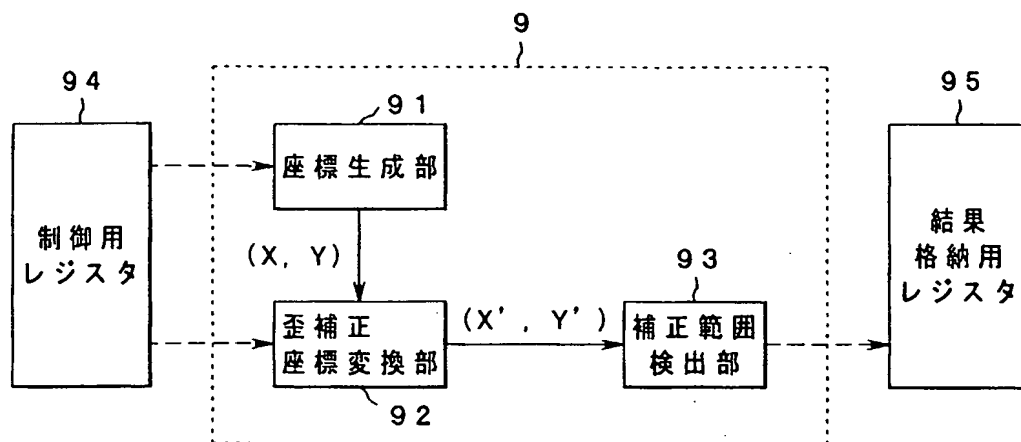 9
94
91
95
座標生成部
制御用
レジスタ
(X, Y)
結果
格納用
レジスタ
93
歪補正
座標変換部
(X', Y')
補正範囲
検出部
92